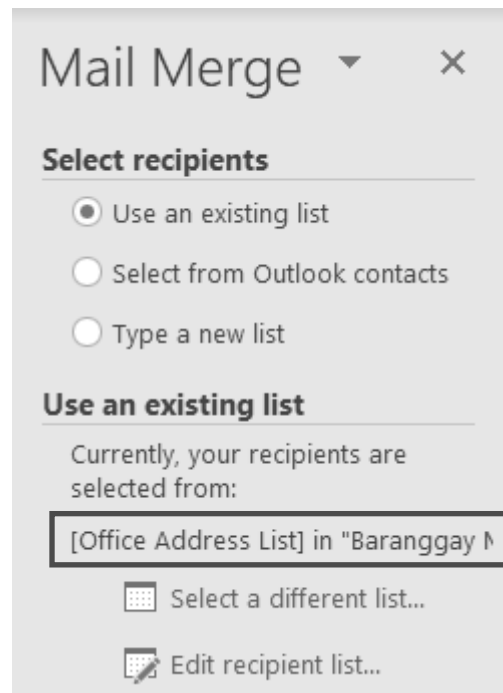 Mail Merge
Select recipients
Use an existing list
Select from Outlook contacts
Type a new list
Use an existing list
Currently, your recipients are
selected from:
[Office Address List] in "Baranggay
Select a different list...
Edit recipient list...